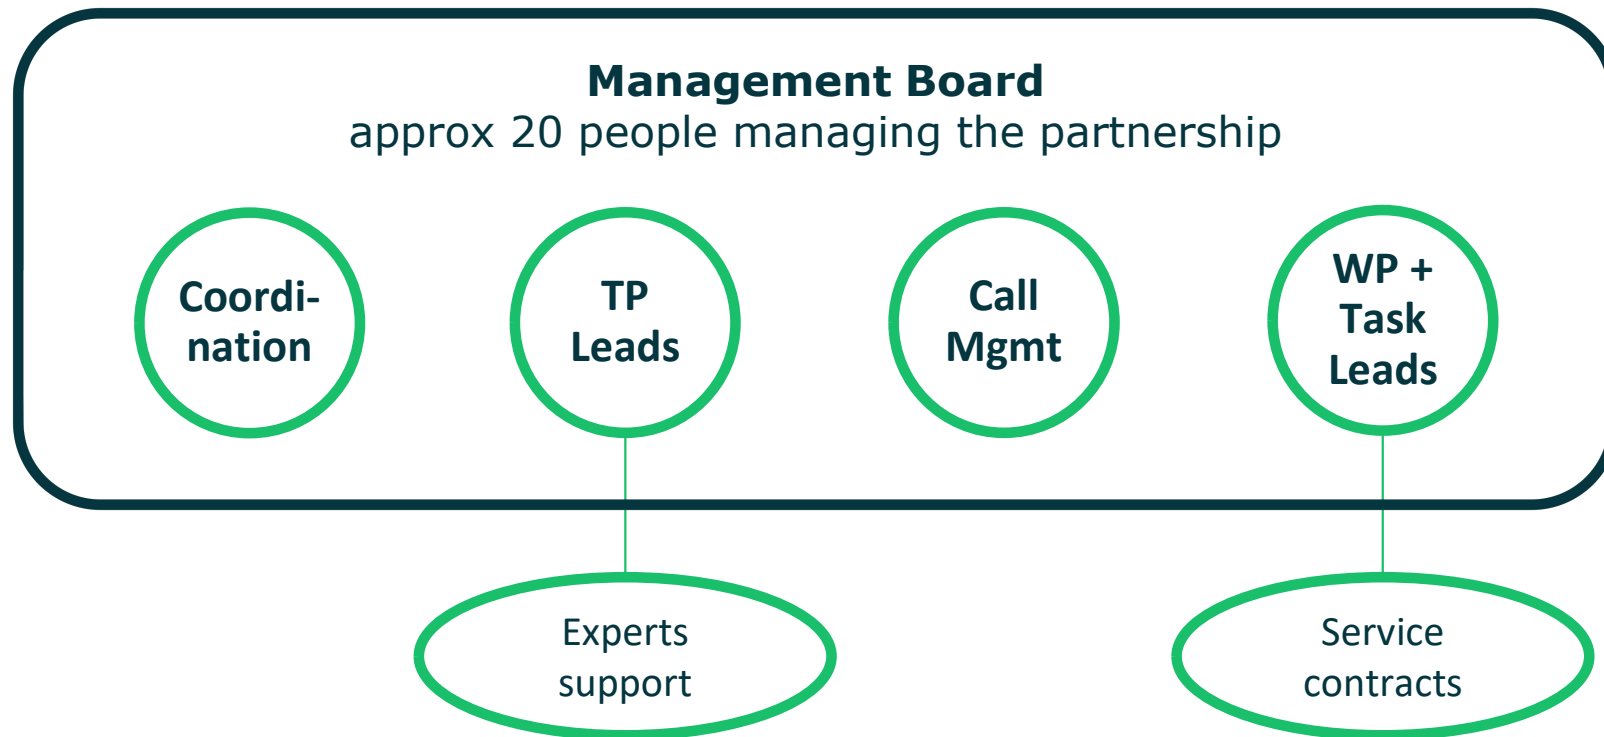 Management Board
approx 20 people managing the partnership
Coordi-
nation
TP
Leads
Call
Mgmt
WP +
Task
Leads
Experts
support
Service
contracts